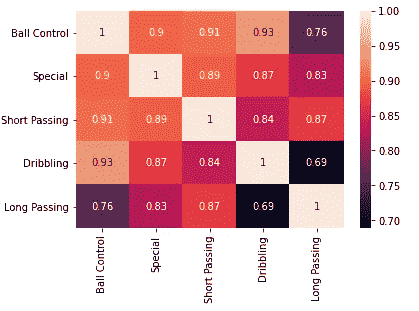 Ball Control 1 0.9 0.91 0.93 0.76
Special 0.9 1 0.89 0.87 0.83
Short Passing 0.91 0.89 1 0.84 0.87
Dribbling 0.93 0.87 0.84 1 0.69
Long Passing 0.76 0.83 0.87 0.69 1
Ball Control
Special
Short Passing
Dribbling
Long Passing
1.00
0.95
0.90
0.85
0.80
0.75
0.70